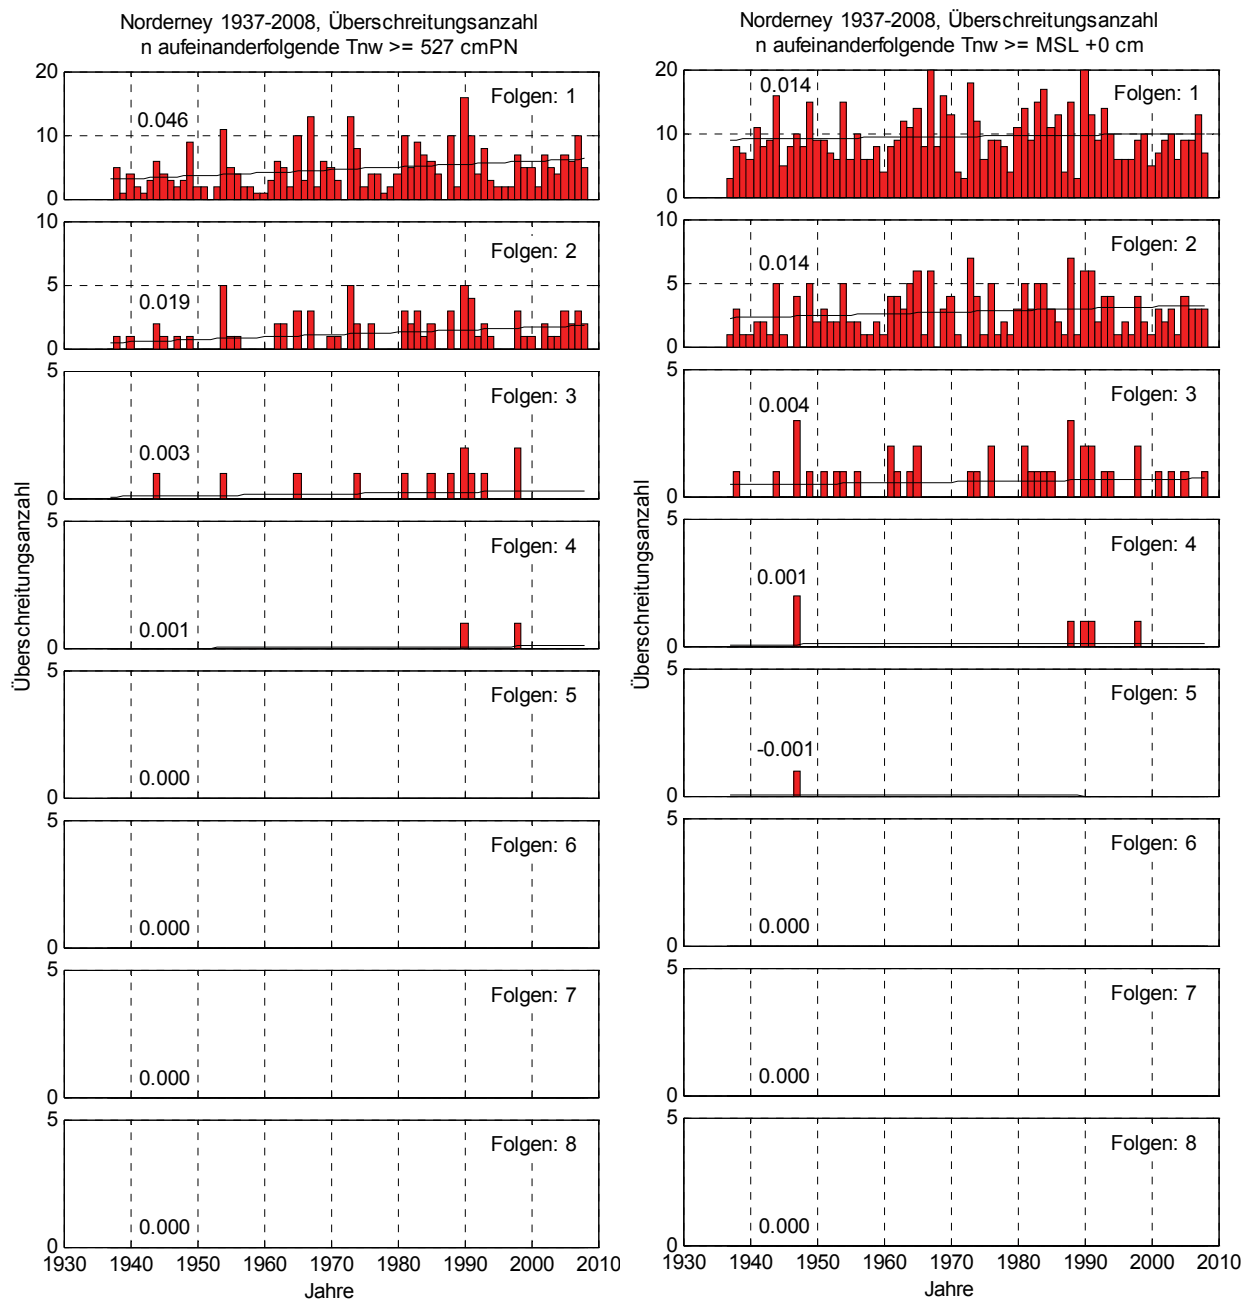 Norderney 1937-2008, Überschreitungsanzahl
n aufeinanderfolgende Tnw >= 527 cmPN
20
10
0
Folgen: 1
0.046
10
5
0
Folgen: 2
0.019
5
0
Folgen: 3
0.003
5
0
Folgen: 4
0.001
5
0
Folgen: 5
0.000
5
0
Folgen: 6
0.000
5
0
Folgen: 7
0.000
5
0
Folgen: 8
0.000
Überschreitungsanzahl
1930 1940 1950 1960 1970 1980 1990 2000 2010
Jahre
Norderney 1937-2008, Überschreitungsanzahl
n aufeinanderfolgende Tnw >= MSL +0 cm
20
10
0
Folgen: 1
0.014
10
5
0
Folgen: 2
0.014
5
0
Folgen: 3
0.004
5
0
Folgen: 4
0.001
5
0
Folgen: 5
-0.001
5
0
Folgen: 6
0.000
5
0
Folgen: 7
0.000
5
0
Folgen: 8
0.000
Überschreitungsanzahl
1930 1940 1950 1960 1970 1980 1990 2000 2010
Jahre